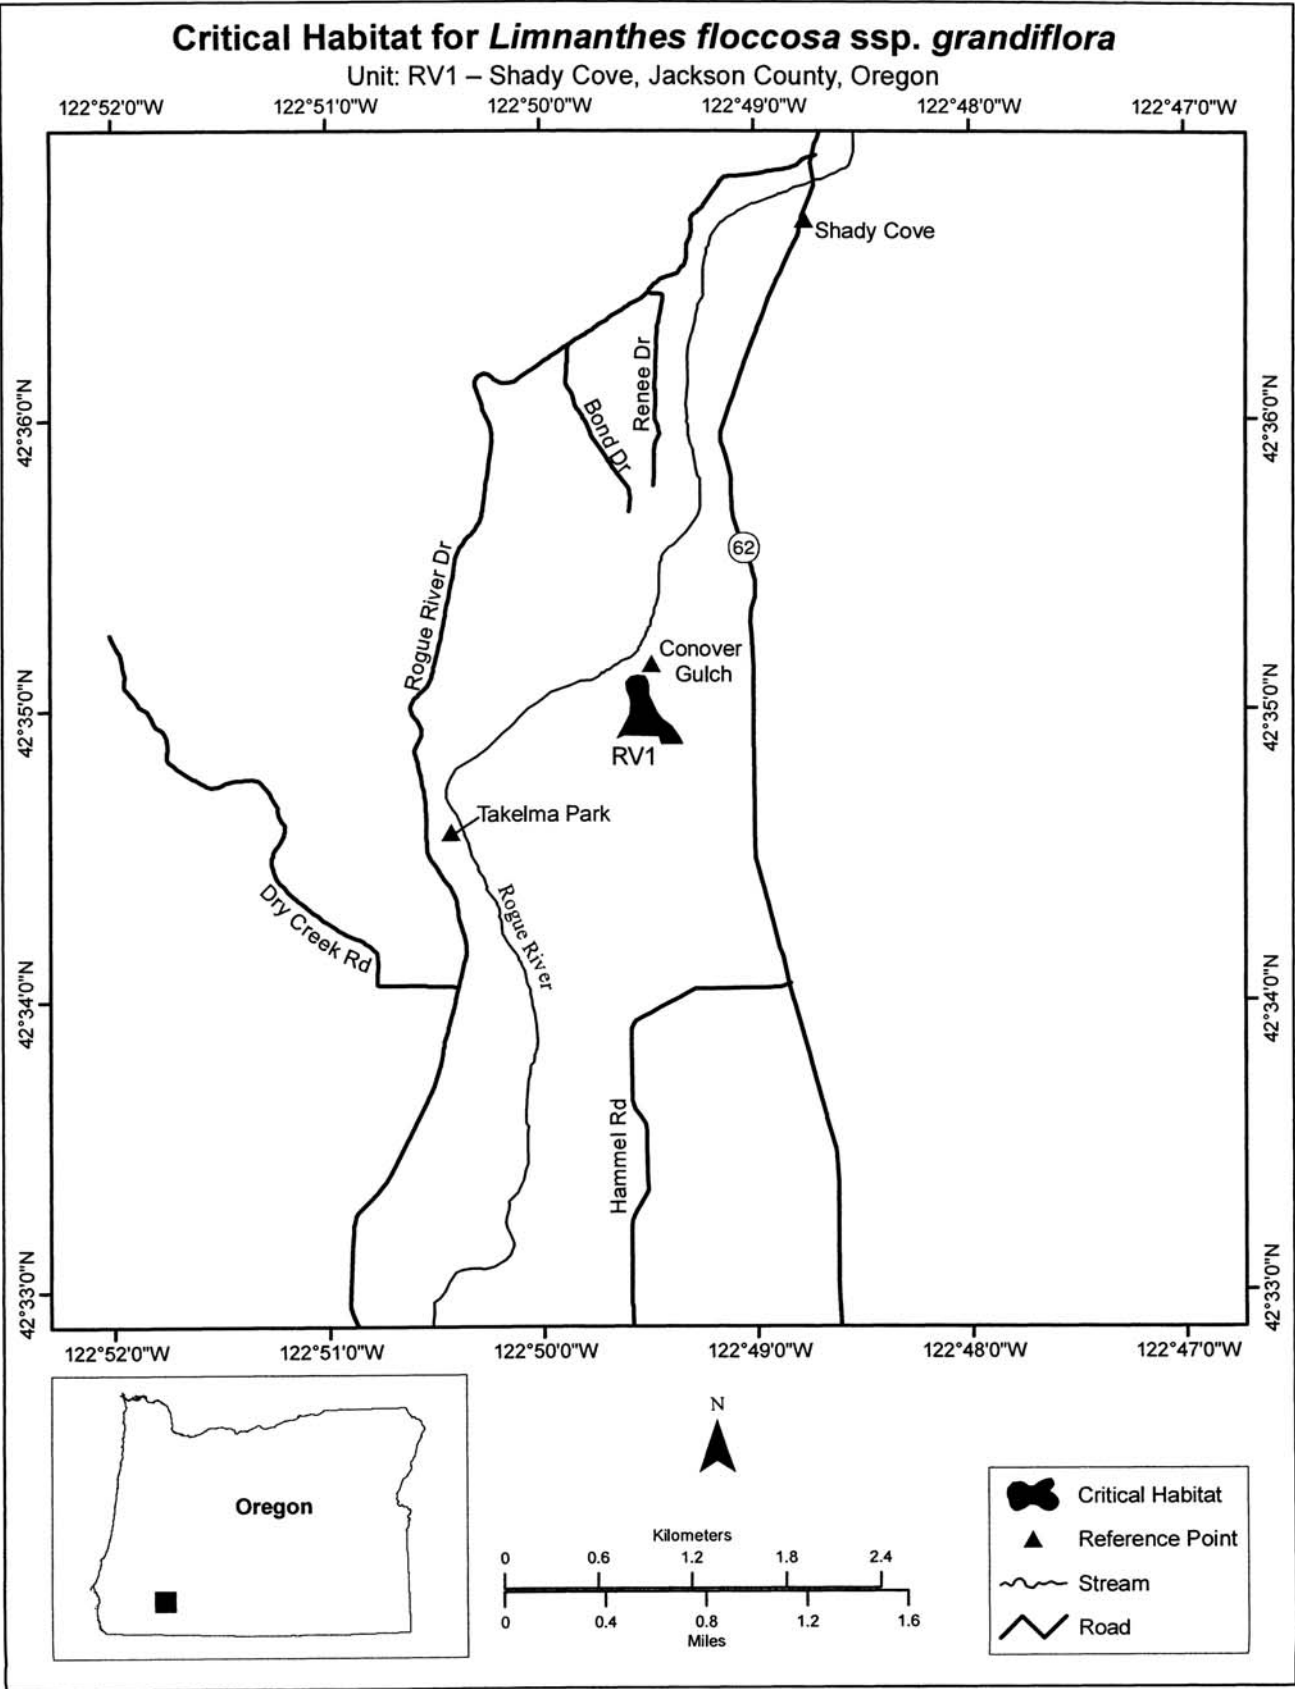 Critical Habitat for Limnanthes floccosa ssp. grandiflora
Unit: RV1 – Shady Cove, Jackson County, Oregon
122°52'0"W 122°51'0"W 122°50'0"W 122°49'0"W 122°48'0"W 122°47'0"W
Shady Cove
Renee Dr
Bond Dr
42°36'0"N
42°36'0"N
62
Rogue River Dr
Conover
Gulch
42°35'0"N
42°35'0"N
RV1
Takelma Park
Rogue River
Dry Creek Rd
42°34'0"N
42°34'0"N
Hammel Rd
42°33'0"N
42°33'0"N
122°52'0"W 122°51'0"W 122°50'0"W 122°49'0"W 122°48'0"W 122°47'0"W
Oregon
N
Kilometers
0 0.6 1.2 1.8 2.4
0 0.4 0.8 1.2 1.6
Miles
Critical Habitat
Reference Point
Stream
Road